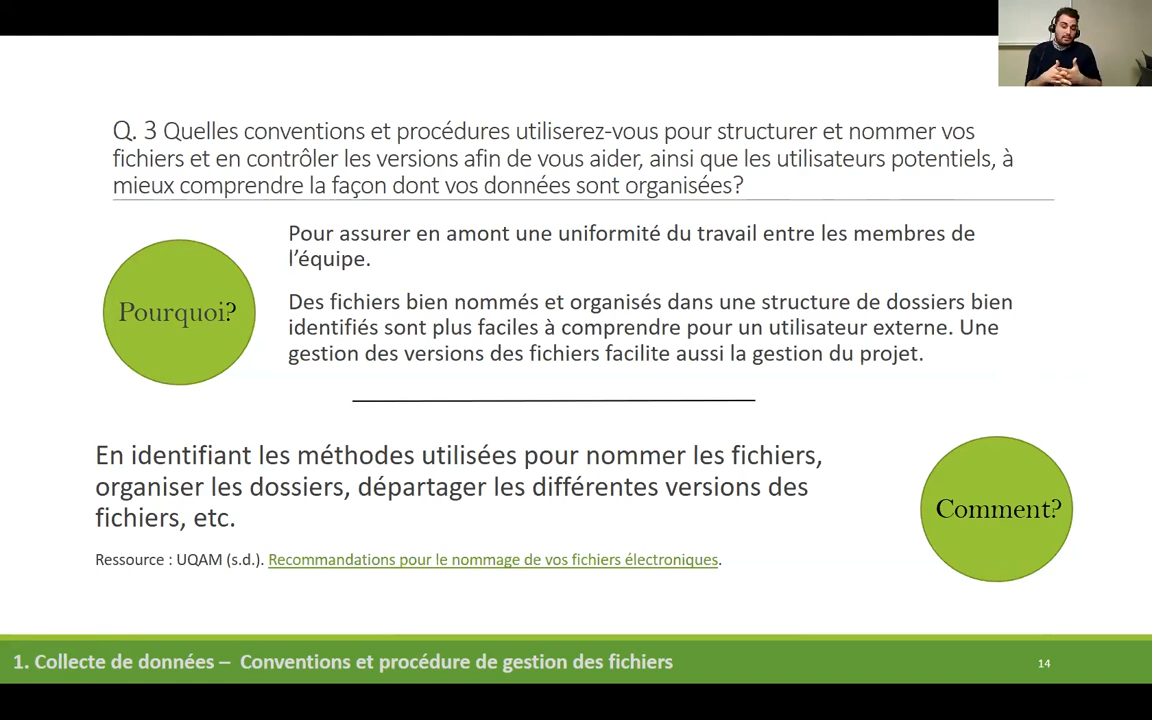 Q. 3 Quelles conventions et procédures utiliserez-vous pour structurer et nommer vos
fichiers et en contrôler les versions afin de vous aider, ainsi que les utilisateurs potentiels, à
mieux comprendre la façon dont vos données sont organisées?
Pourquoi?
Pour assurer en amont une uniformité du travail entre les membres de
l’équipe.
Des fichiers bien nommés et organisés dans une structure de dossiers bien
identifiés sont plus faciles à comprendre pour un utilisateur externe. Une
gestion des versions des fichiers facilite aussi la gestion du projet.
En identifiant les méthodes utilisées pour nommer les fichiers,
organiser les dossiers, départager les différentes versions des
fichiers, etc.
Comment?
Ressource : UQAM (s.d.). Recommandations pour le nommage de vos fichiers électroniques.
1. Collecte de données – Conventions et procédure de gestion des fichiers
14